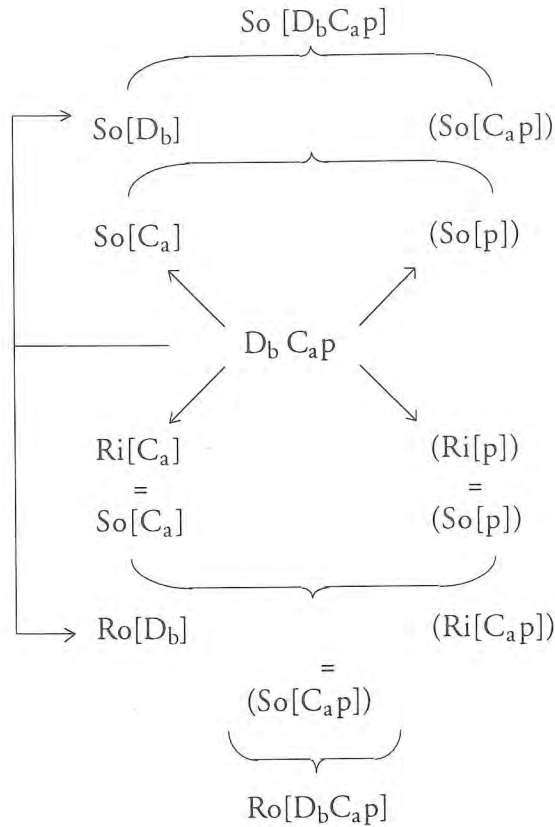 So [D_bC_ap]
So[D_b] (So[C_ap])
So[C_a] (So[p])
D_b C_ap
Ri[C_a] (Ri[p])
= =
So[C_a] (So[p])
Ro[D_b] (Ri[C_ap])
=
(So[C_ap])
Ro[D_bC_ap]